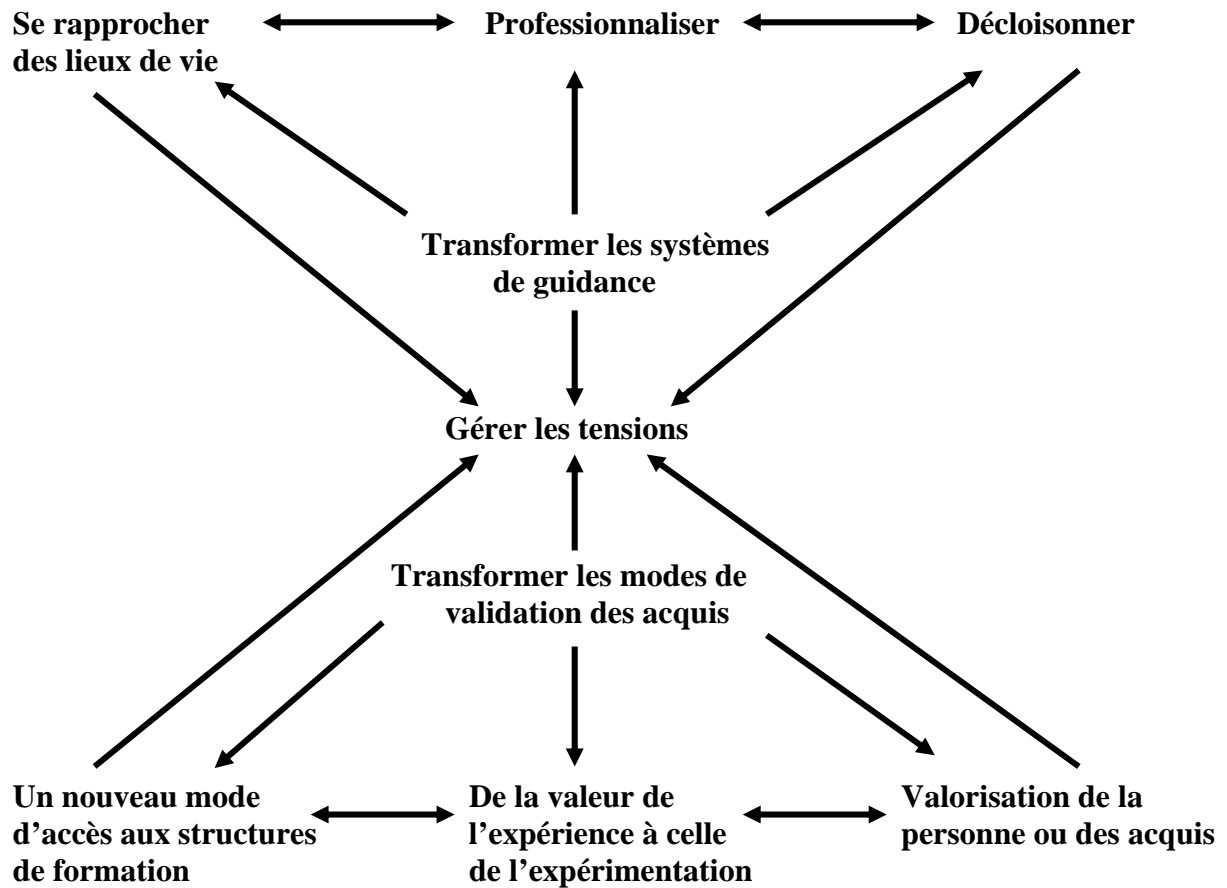 Se rapprocher
des lieux de vie
Professionnaliser
Décloisonner
Transformer les systèmes
de guidance
Gérer les tensions
Transformer les modes de
validation des acquis
Un nouveau mode
d’accès aux structures
de formation
De la valeur de
l’expérience à celle
de l’expérimentation
Valorisation de la
personne ou des acquis